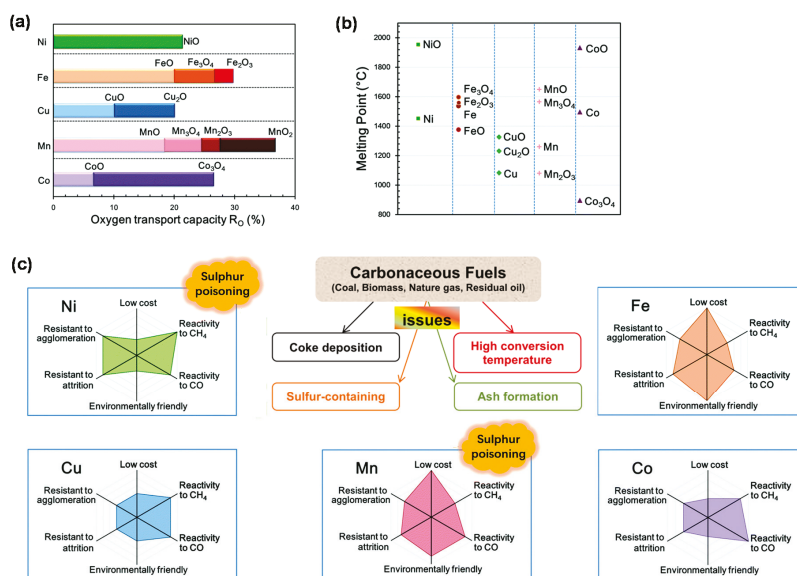 (a)
Ni
NiO
Fe
FeO
Fe3O4
Fe2O3
Cu
CuO
Cu2O
Mn
MnO
Mn3O4
Mn2O3
MnO2
Co
CoO
Co3O4
0 10 20 30 40
Oxygen transport capacity RO (%)
(b)
Melting Point (°C)
2000
1800
1600
1400
1200
1000
800
NiO
Ni
Fe3O4
Fe2O3
Fe
FeO
CuO
Cu2O
Cu
MnO
Mn3O4
Mn
Mn2O3
CoO
Co
Co3O4
(c)
Sulphur
poisoning
Ni
Low cost
Resistant to
agglomeration
Reactivity
to CH4
Resistant to
attrition
Reactivity
to CO
Environmentally friendly
Carbonaceous Fuels
(Coal, Biomass, Nature gas, Residual oil)
issues
Coke deposition
High conversion
temperature
Sulfur-containing
Ash formation
Fe
Low cost
Resistant to
agglomeration
Reactivity
to CH4
Resistant to
attrition
Reactivity
to CO
Environmentally friendly
Cu
Low cost
Resistant to
agglomeration
Reactivity
to CH4
Resistant to
attrition
Reactivity
to CO
Environmentally friendly
Sulphur
poisoning
Mn
Low cost
Resistant to
agglomeration
Reactivity
to CH4
Resistant to
attrition
Reactivity
to CO
Environmentally friendly
Co
Low cost
Resistant to
agglomeration
Reactivity
to CH4
Resistant to
attrition
Reactivity
to CO
Environmentally friendly